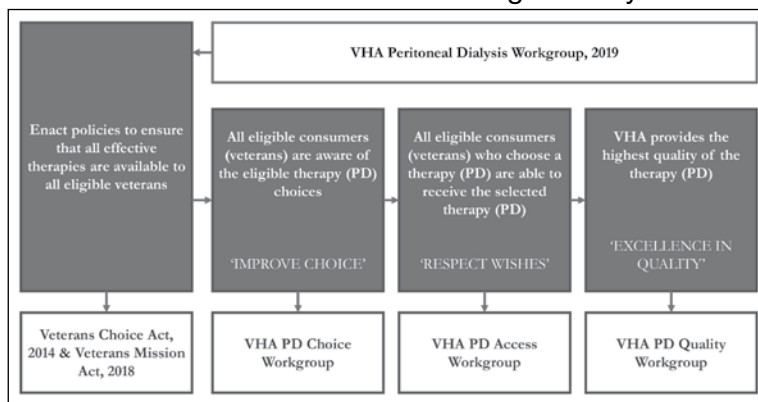 VHA Peritoneal Dialysis Workgroup, 2019
Enact policies to ensure
that all effective
therapies are available to
all eligible veterans
All eligible consumers
(veterans) are aware of
the eligible therapy (PD)
choices
'IMPROVE CHOICE'
All eligible consumers
(veterans) who choose a
therapy (PD) are able to
receive the selected
therapy (PD)
'RESPECT WISHES'
VHA provides the
highest quality of the
therapy (PD)
'EXCELLENCE IN
QUALITY'
Veterans Choice Act,
2014 & Veterans Mission
Act, 2018
VHA PD Choice
Workgroup
VHA PD Access
Workgroup
VHA PD Quality
Workgroup